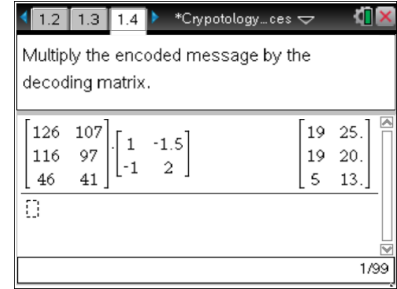 1.2 1.3 1.4 *Crypotology…ces
Multiply the encoded message by the
decoding matrix.
[126 107] [1 -1.5] [19 25.]
[116 97] · [-1 2] [19 20.]
[46 41] [5 13.]
1/99